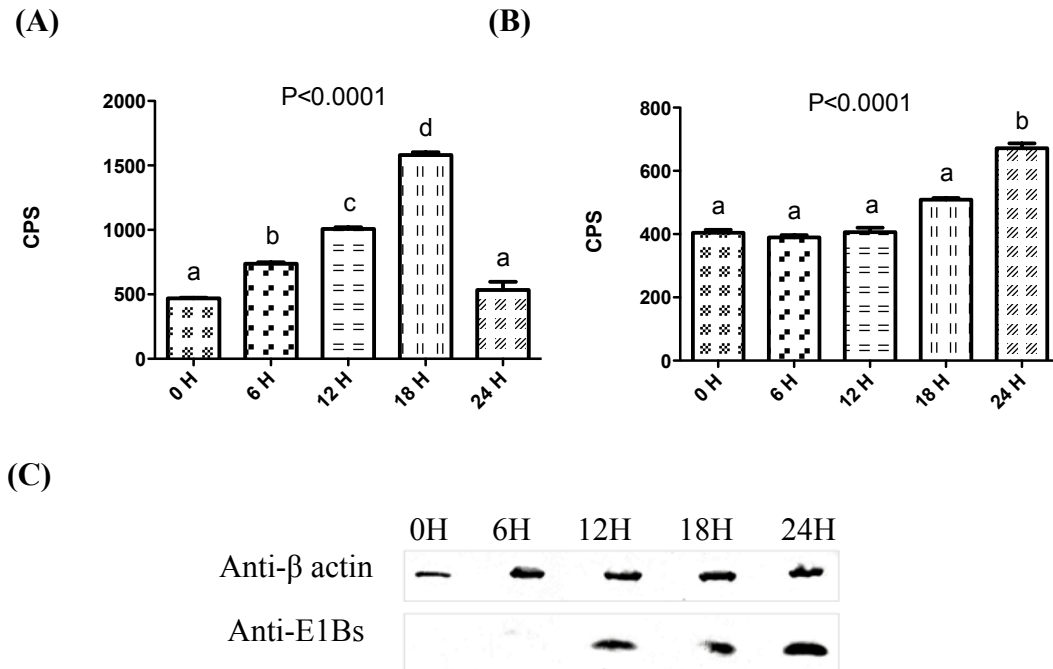 (A)
P<0.0001
2000
1500
1000
500
0
CPS
a
b
c
d
a
0 H
6 H
12 H
18 H
24 H
(B)
P<0.0001
800
600
400
200
0
CPS
a
a
a
a
b
0 H
6 H
12 H
18 H
24 H
(C)
0H 6H 12H 18H 24H
Anti-β actin
Anti-E1Bs